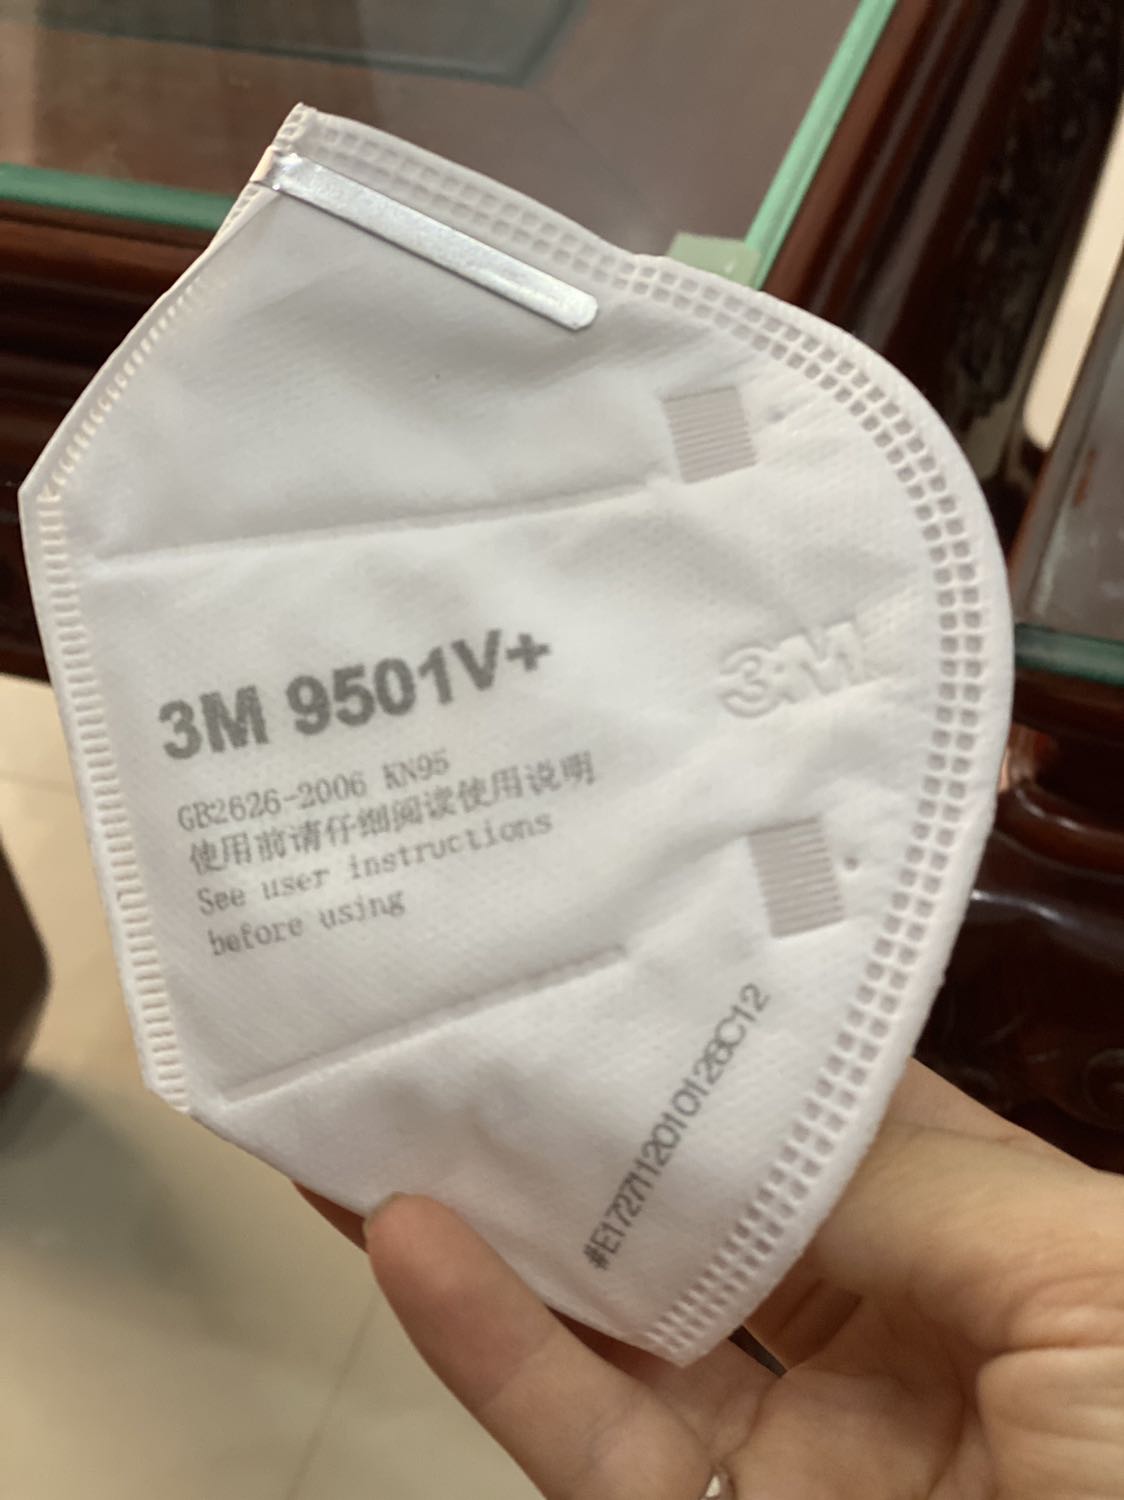 3M 9501V+
GB2626-2006 KN95
使用前请仔细阅读使用说明
See user instructions
before using
3M
#E1727112010128C12